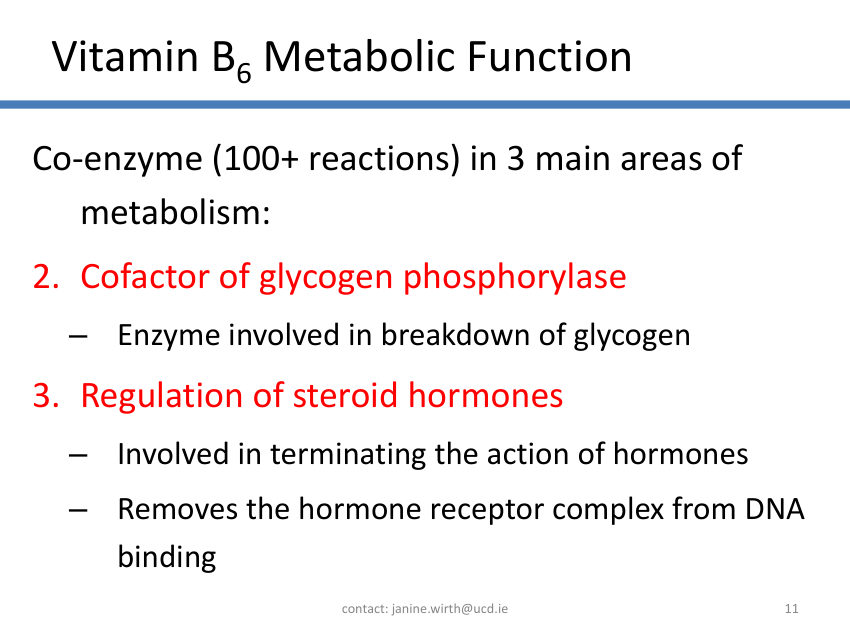 Vitamin B6 Metabolic Function
Co-enzyme (100+ reactions) in 3 main areas of
metabolism:
2. Cofactor of glycogen phosphorylase
– Enzyme involved in breakdown of glycogen
3. Regulation of steroid hormones
– Involved in terminating the action of hormones
– Removes the hormone receptor complex from DNA
binding
contact: janine.wirth@ucd.ie 11